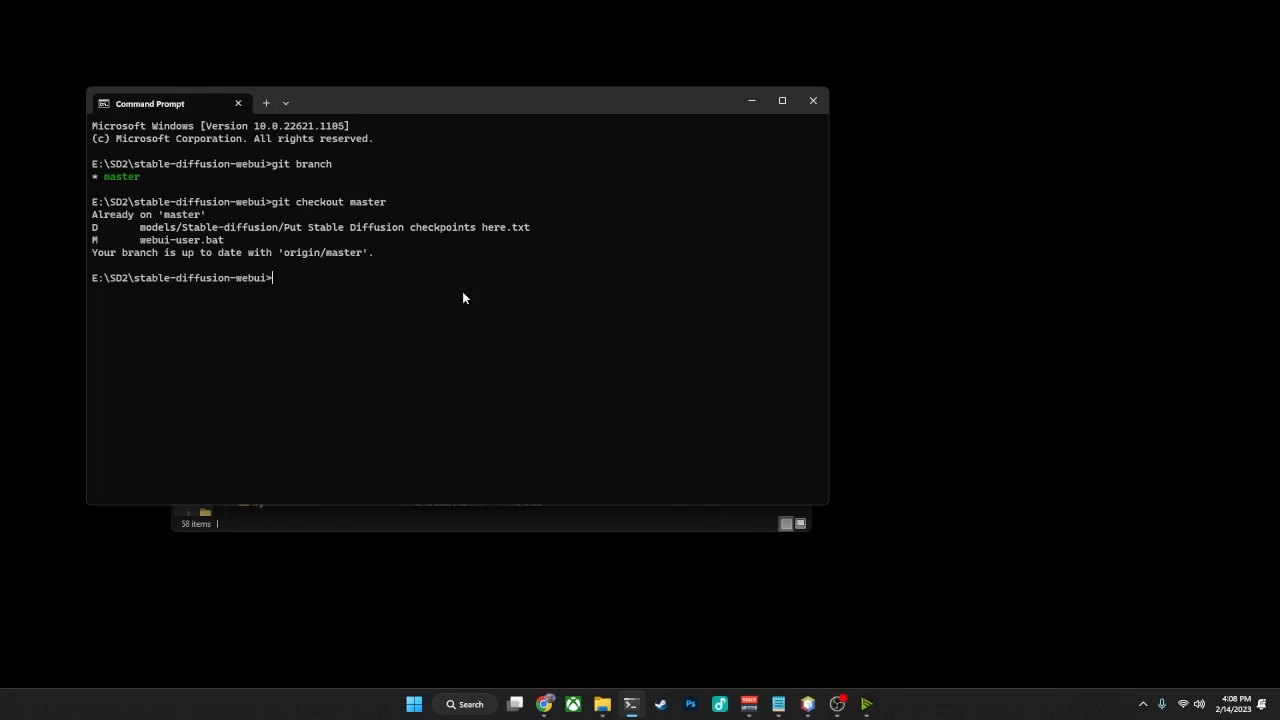 Command Prompt
Microsoft Windows [Version 10.0.22621.1105]
(c) Microsoft Corporation. All rights reserved.
E:\SD2\stable-diffusion-webui>git branch
* master
E:\SD2\stable-diffusion-webui>git checkout master
Already on 'master'
D models/Stable-diffusion/Put Stable Diffusion checkpoints here.txt
M webui-user.bat
Your branch is up to date with 'origin/master'.
E:\SD2\stable-diffusion-webui>
58 items
Search
Ps
4:08 PM
2/14/2023